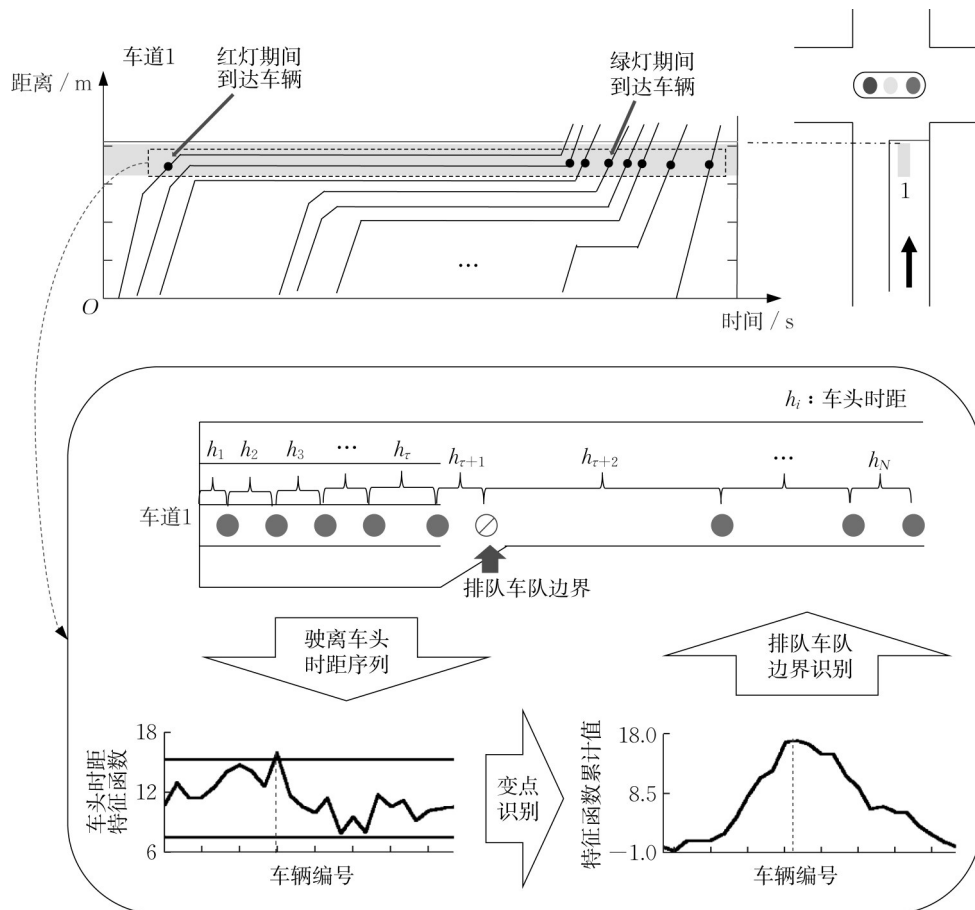 车道1
红灯期间
到达车辆
绿灯期间
到达车辆
距离 / m
1
...
O
时间 / s
h_i：车头时距
h_1 h_2 h_3 ... h_τ h_{τ+1} h_{τ+2} ... h_N
车道1
排队车队边界
驶离车头
时距序列
排队车队
边界识别
车头时距
特征函数
18
12
6
车辆编号
变点
识别
特征函数累计值
18.0
8.5
−1.0
车辆编号